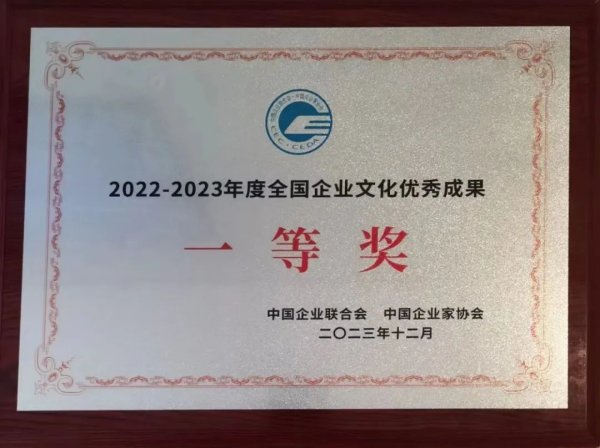 CEC·CEDA
2022-2023年度全国企业文化优秀成果
一等奖
中国企业联合会 中国企业家协会
二〇二三年十二月